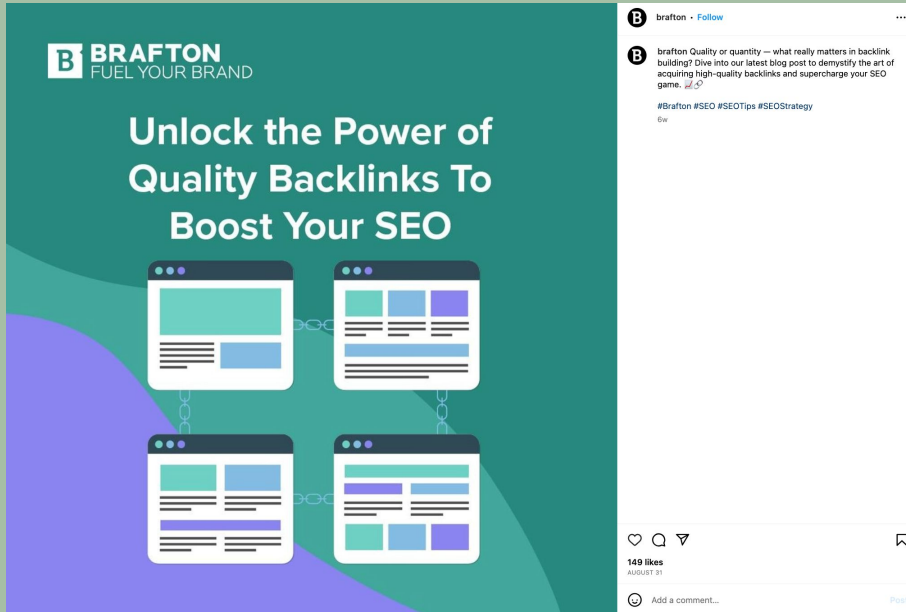 B BRAFTON
FUEL YOUR BRAND
Unlock the Power of
Quality Backlinks To
Boost Your SEO
B brafton • Follow
B brafton Quality or quantity — what really matters in backlink
building? Dive into our latest blog post to demystify the art of
acquiring high-quality backlinks and supercharge your SEO
game. 📈🔗
#Brafton #SEO #SEOTips #SEOStrategy
6w
149 likes
AUGUST 31
Add a comment...